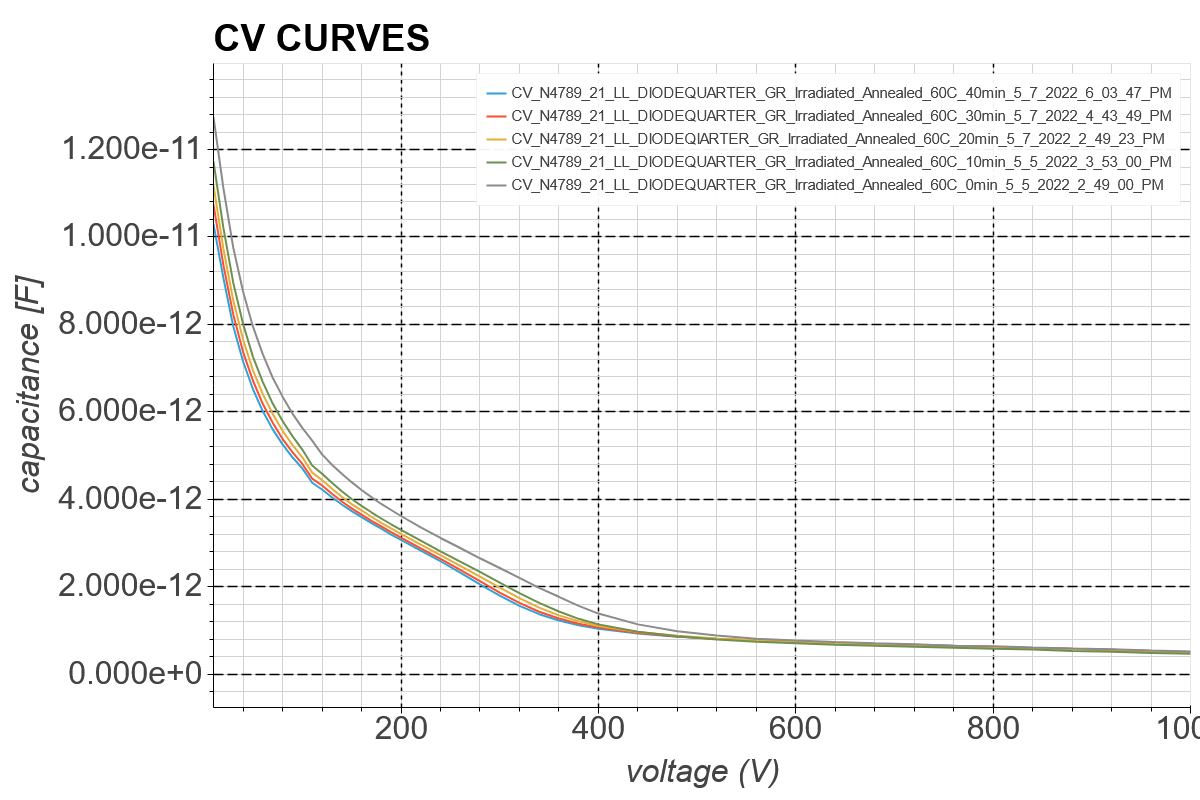 CV CURVES
CV_N4789_21_LL_DIODEQUARTER_GR_Irradiated_Annealed_60C_40min_5_7_2022_6_03_47_PM
CV_N4789_21_LL_DIODEQUARTER_GR_Irradiated_Annealed_60C_30min_5_7_2022_4_43_49_PM
CV_N4789_21_LL_DIODEQIARTER_GR_Irradiated_Annealed_60C_20min_5_7_2022_2_49_23_PM
CV_N4789_21_LL_DIODEQUARTER_GR_Irradiated_Annealed_60C_10min_5_5_2022_3_53_00_PM
CV_N4789_21_LL_DIODEQUARTER_GR_Irradiated_Annealed_60C_0min_5_5_2022_2_49_00_PM
1.200e-11
1.000e-11
8.000e-12
6.000e-12
4.000e-12
2.000e-12
0.000e+0
capacitance [F]
200 400 600 800 100
voltage (V)